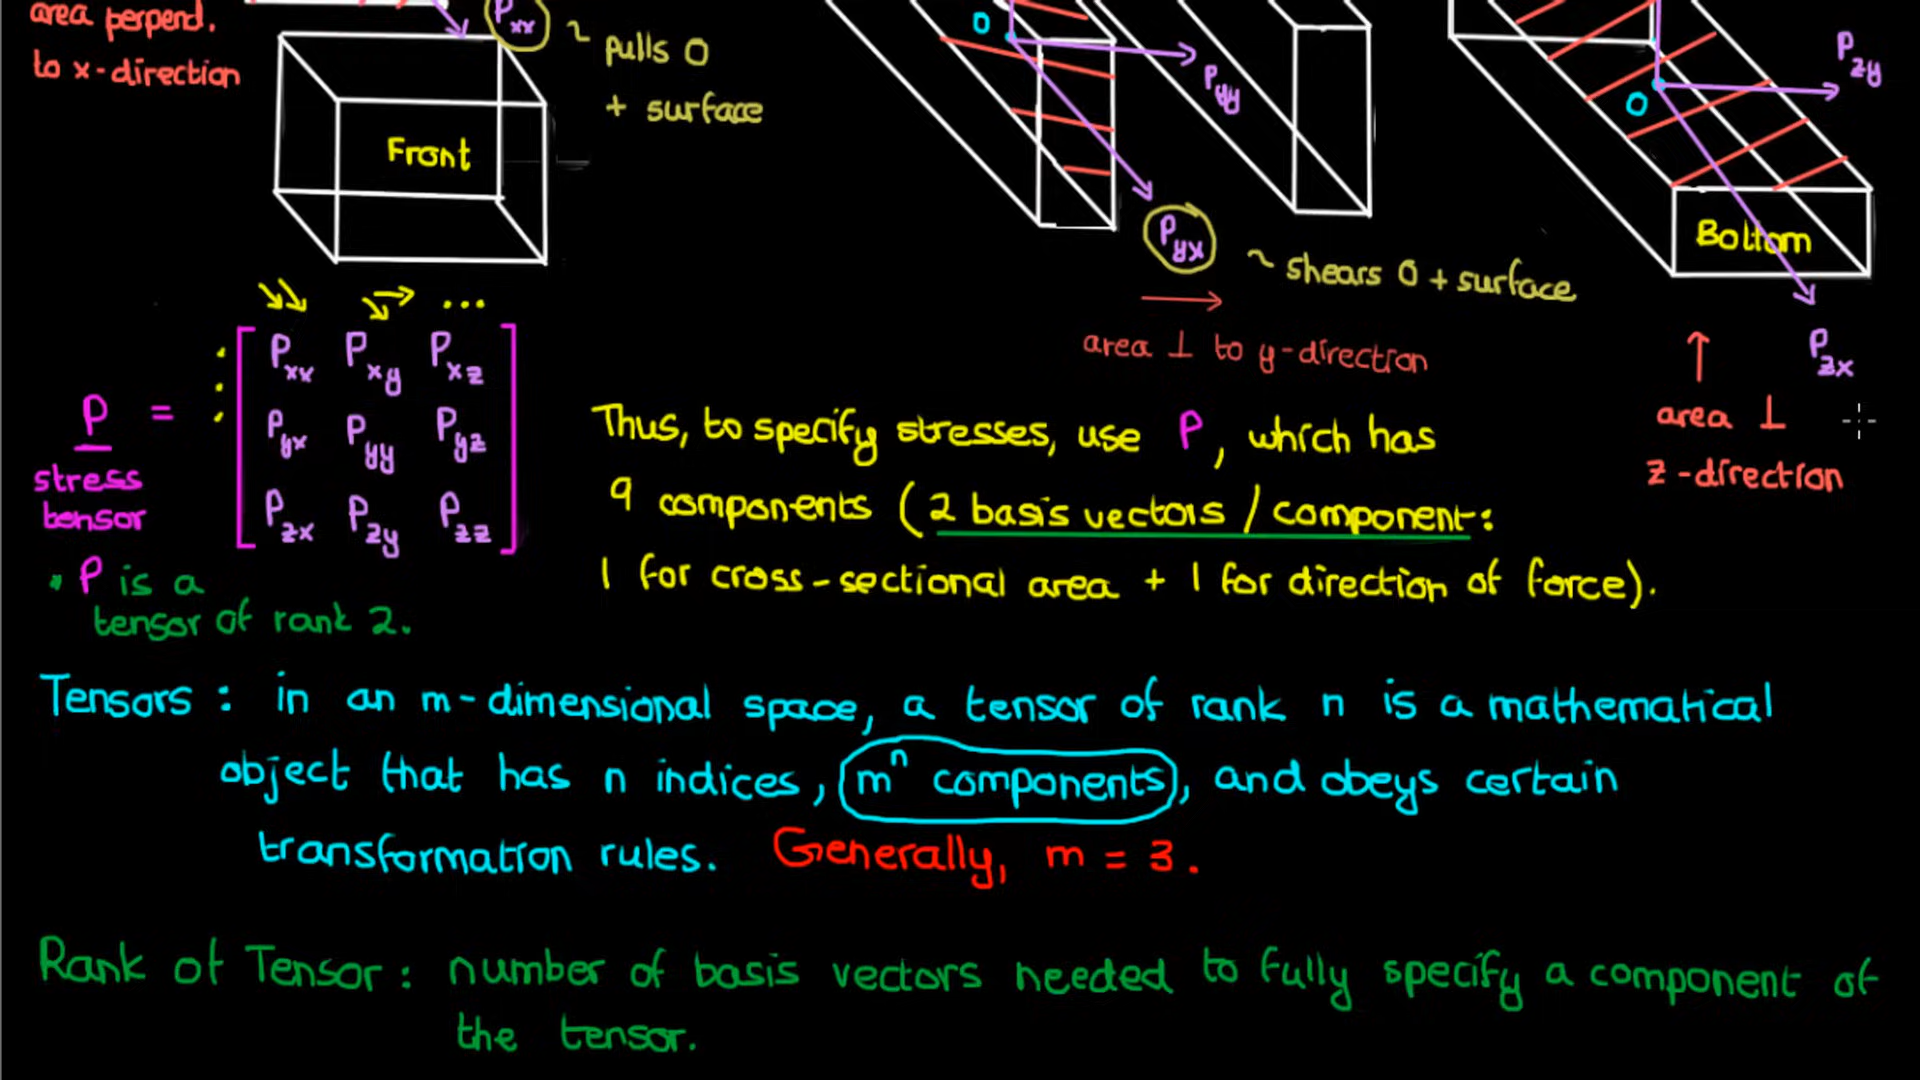 area perpend.
to x-direction
Pxx
~ pulls O
+ surface
Front
O
Pyy
Pyx
~ shears O + surface
area ⊥ to y-direction
O
Pzy
Bottom
Pzx
area ⊥
z-direction
P = [ Pxx Pxy Pxz
Pyx Pyy Pyz
Pzx Pzy Pzz ]
...
stress
tensor
• P is a
tensor of rank 2.
Thus, to specify stresses, use P, which has
9 components (2 basis vectors / component:
1 for cross-sectional area + 1 for direction of force).
Tensors: in an m-dimensional space, a tensor of rank n is a mathematical
object that has n indices, mⁿ components, and obeys certain
transformation rules. Generally, m = 3.
Rank of Tensor: number of basis vectors needed to fully specify a component of
the tensor.